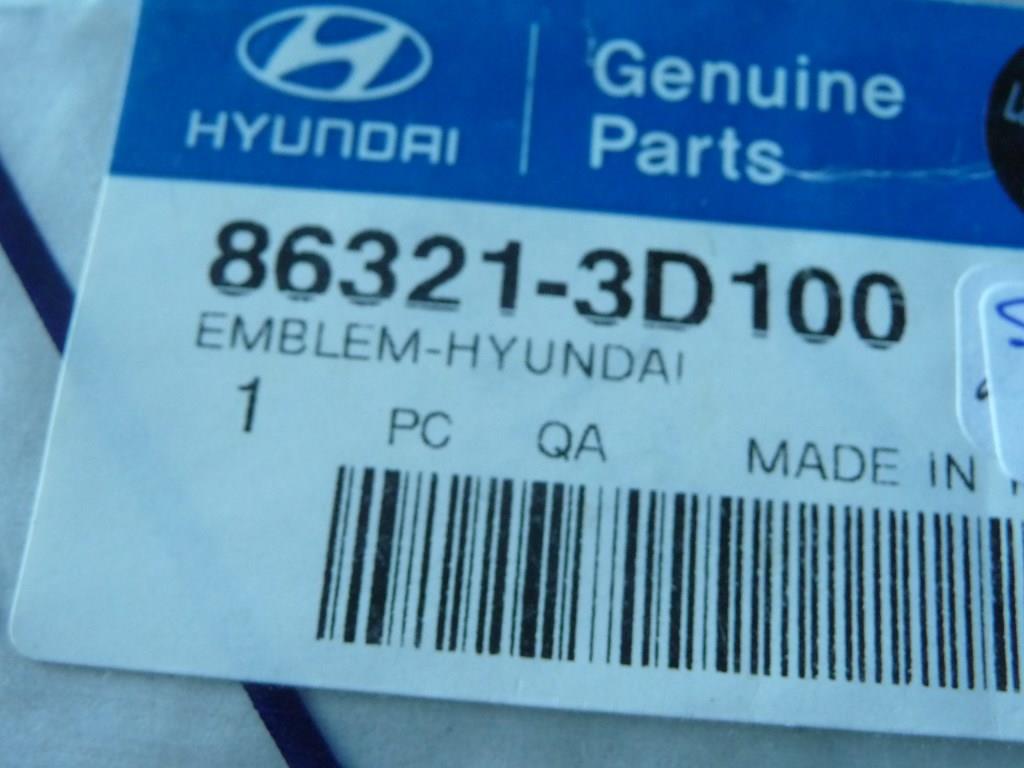 HYUNDAI
Genuine
Parts
86321-3D100
EMBLEM-HYUNDAI
1 PC QA MADE iN